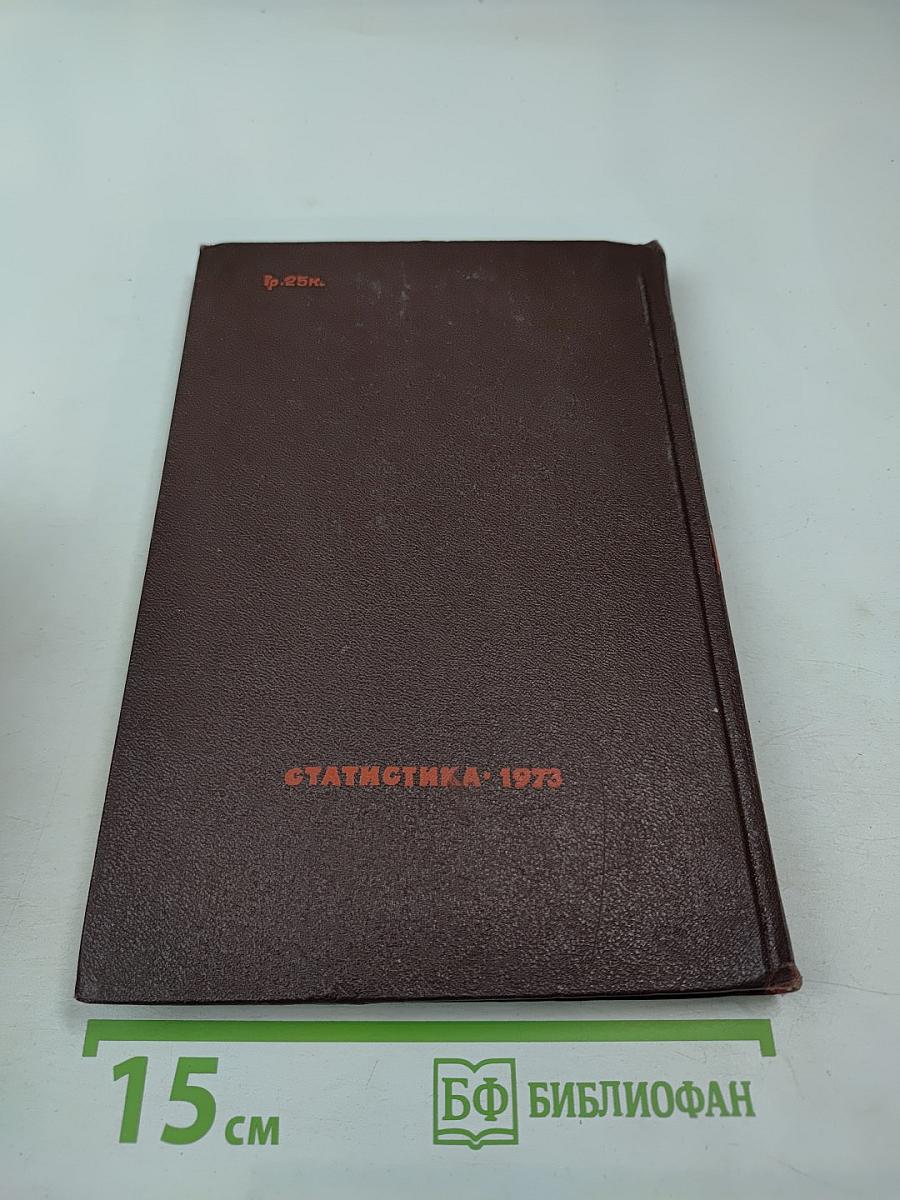 1р.25к.
СТАТИСТИКА · 1973
15 см
БФ БИБЛИОФАН